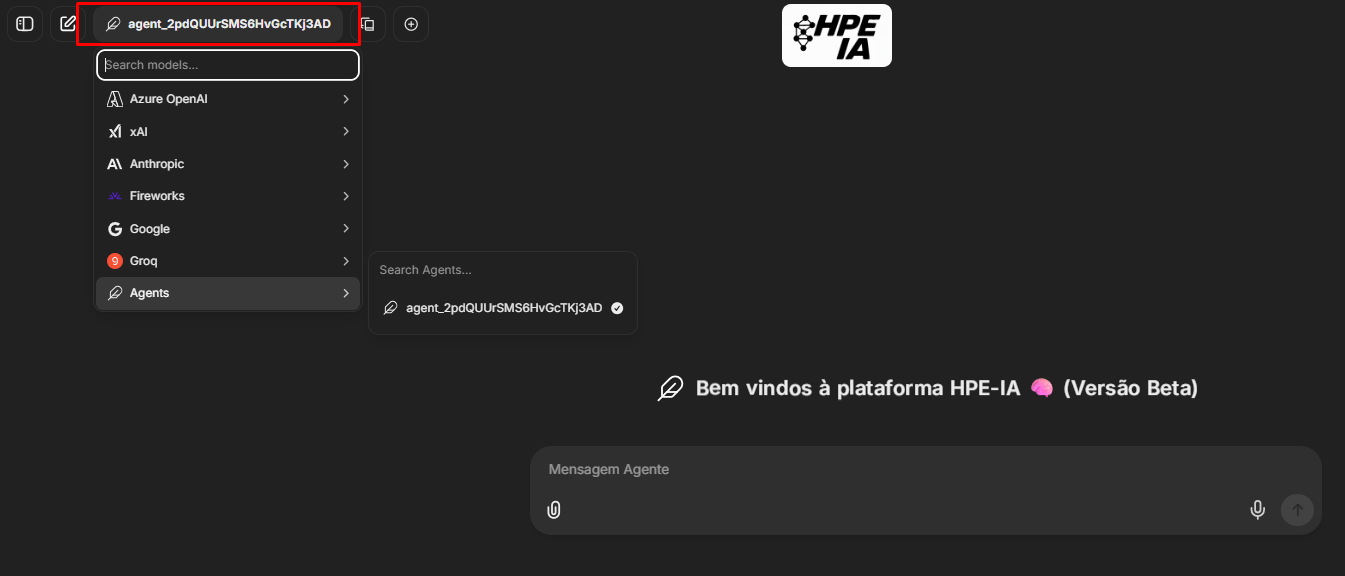 agent_2pdQUUrSMS6HvGcTKj3AD
HPE
IA
Search models...
Azure OpenAI
xAI
Anthropic
Fireworks
Google
Groq
Agents
Search Agents...
agent_2pdQUUrSMS6HvGcTKj3AD
Bem vindos à plataforma HPE-IA 🧠 (Versão Beta)
Mensagem Agente